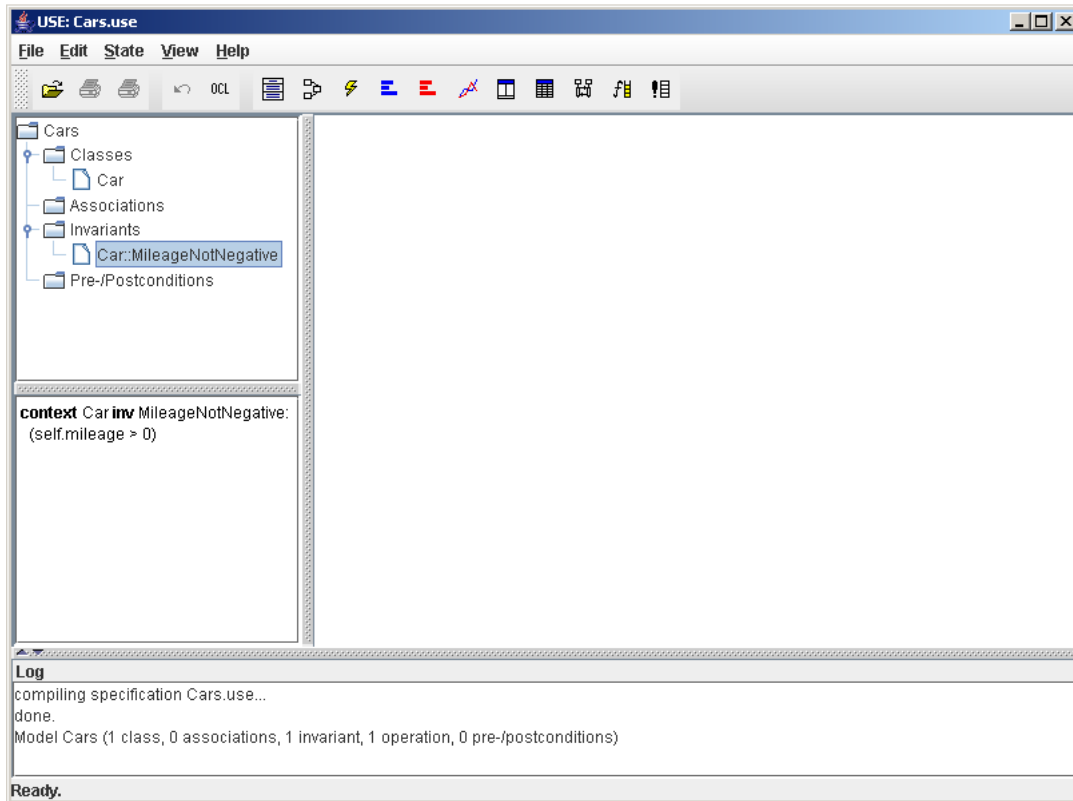 USE: Cars.use
File Edit State View Help
OCL
Cars
Classes
Car
Associations
Invariants
Car::MileageNotNegative
Pre-/Postconditions
context Car inv MileageNotNegative:
(self.mileage > 0)
Log
compiling specification Cars.use...
done.
Model Cars (1 class, 0 associations, 1 invariant, 1 operation, 0 pre-/postconditions)
Ready.